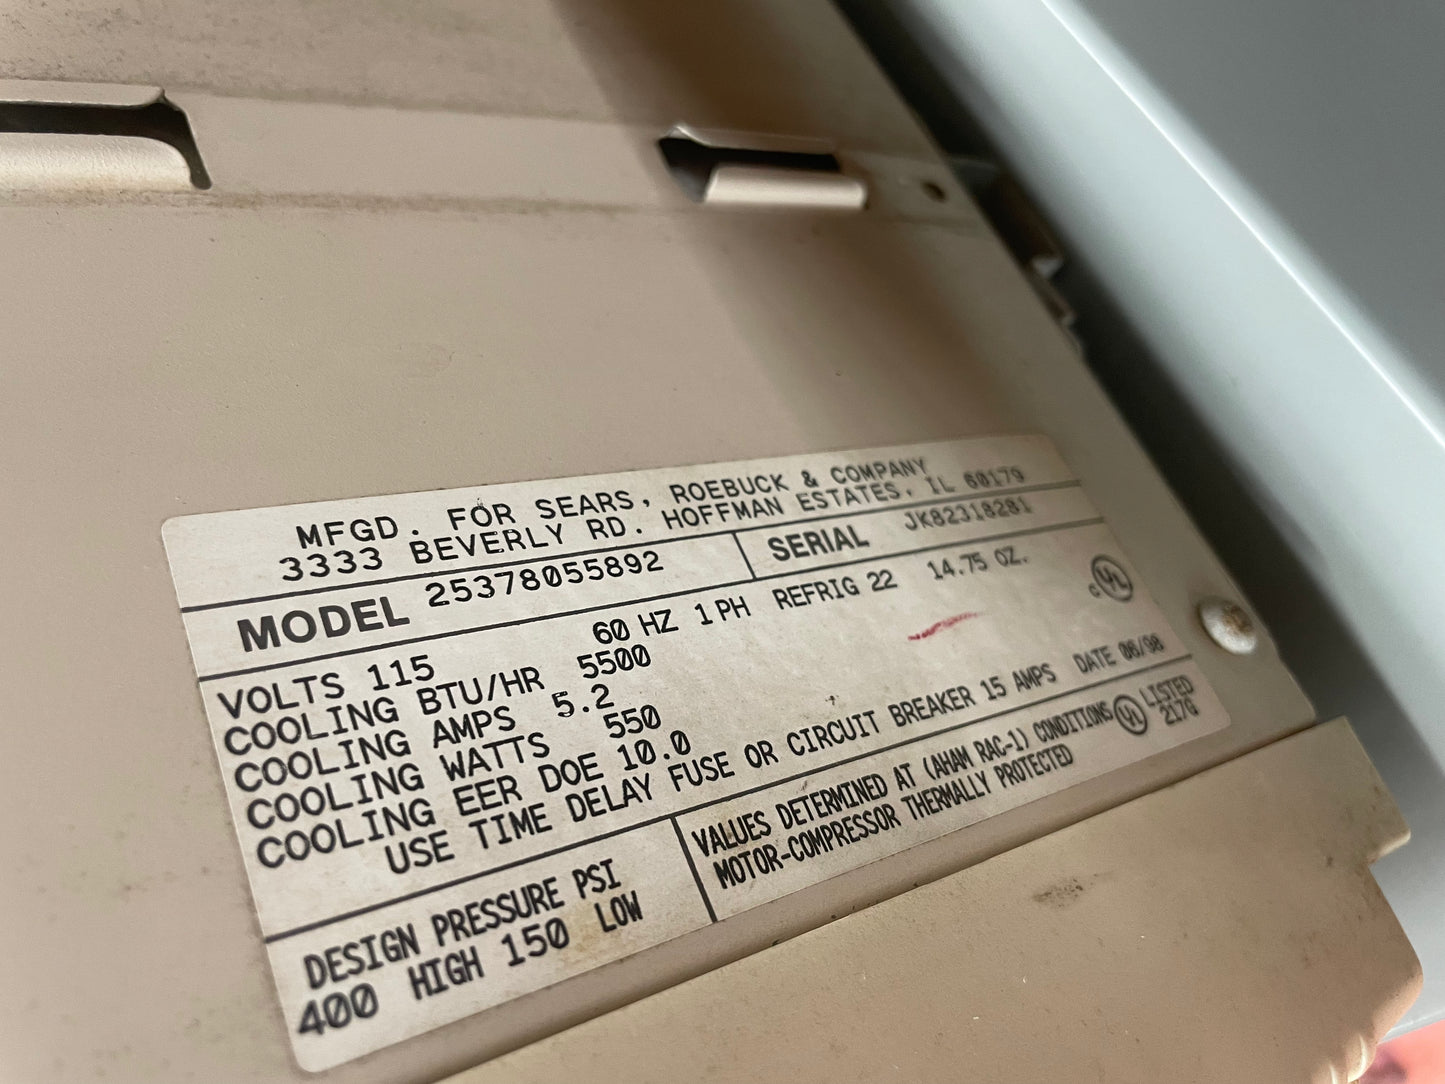 MFGD. FOR SEARS, ROEBUCK & COMPANY
3333 BEVERLY RD. HOFFMAN ESTATES, IL 60179
MODEL 25378055892 SERIAL JK82318281
VOLTS 115 60 HZ 1 PH REFRIG 22 14.75 OZ.
COOLING BTU/HR 5500
COOLING AMPS 5.2
COOLING WATTS 550
COOLING EER DOE 10.0
USE TIME DELAY FUSE OR CIRCUIT BREAKER 15 AMPS DATE 06/98
c UL
DESIGN PRESSURE PSI
400 HIGH 150 LOW
VALUES DETERMINED AT (AHAM RAC-1) CONDITIONS
MOTOR-COMPRESSOR THERMALLY PROTECTED
UL LISTED
217G